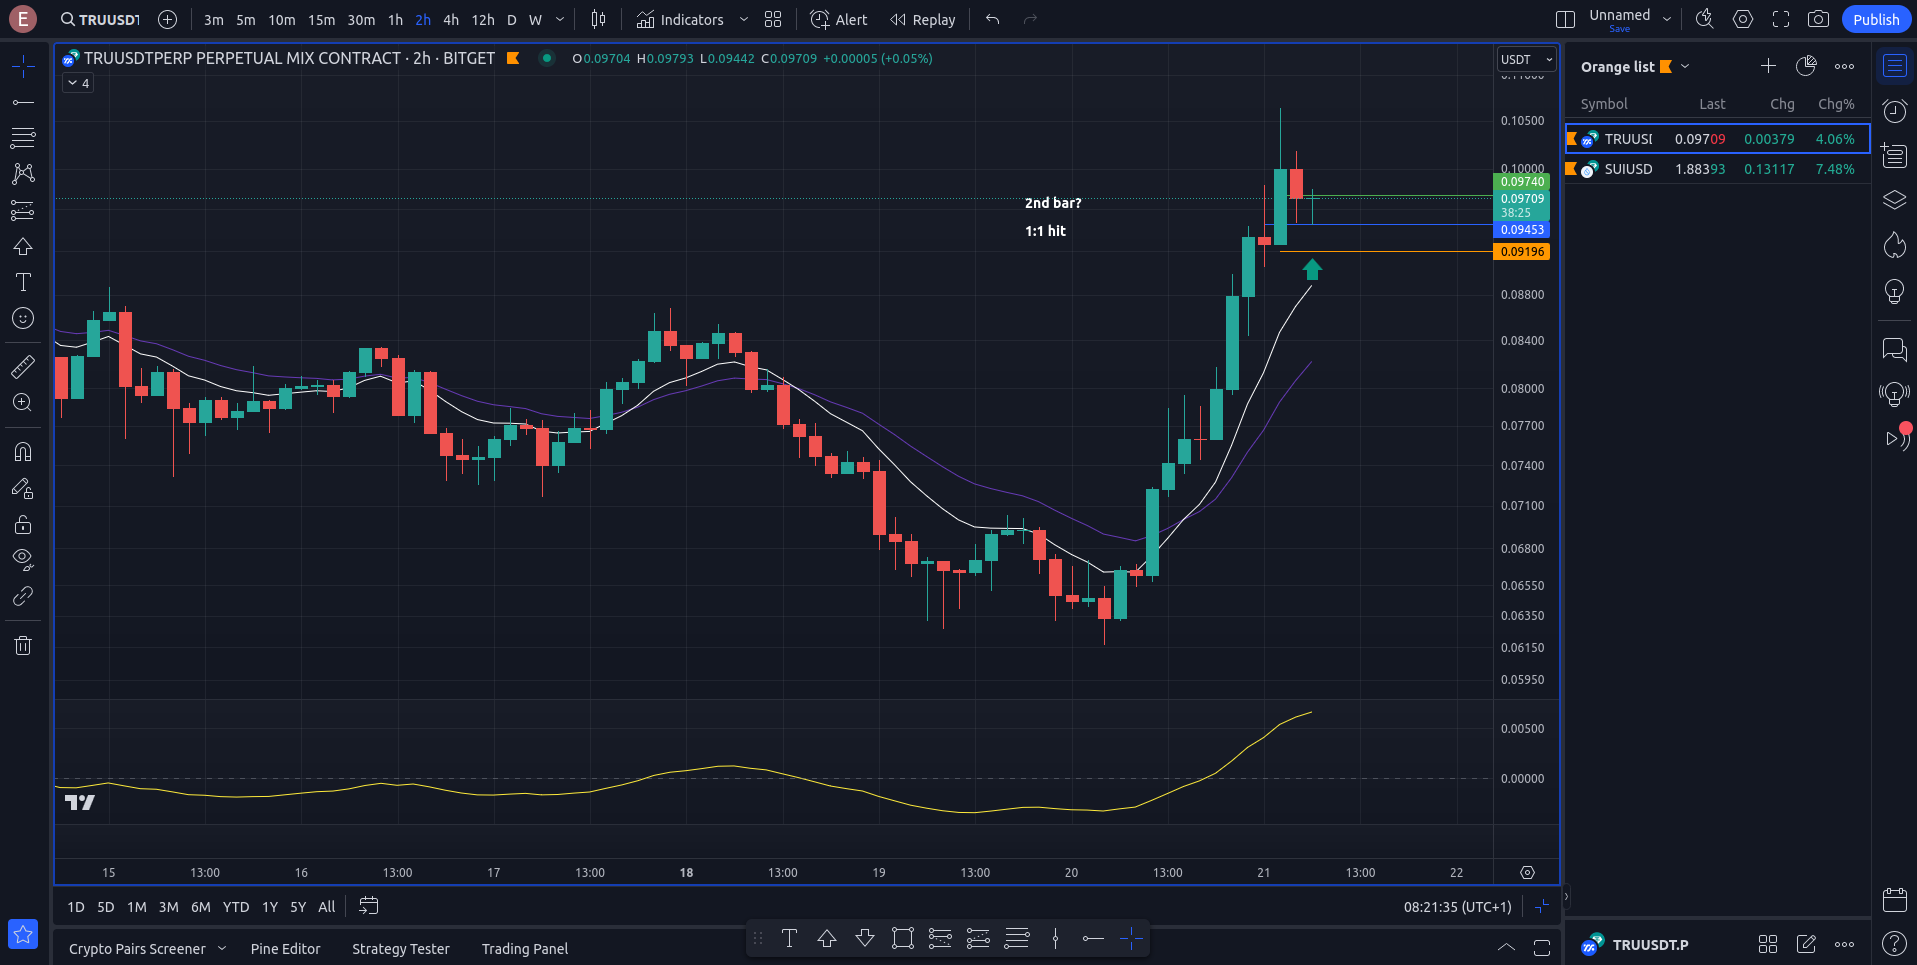 E
TRUUSDT
3m 5m 10m 15m 30m 1h 2h 4h 12h D W
Indicators
Alert
Replay
Unnamed
Save
Publish
TRUUSDTPERP PERPETUAL MIX CONTRACT · 2h · BITGET
O0.09704 H0.09793 L0.09442 C0.09709 +0.00005 (+0.05%)
4
USDT
0.10500
0.10000
0.09740
0.09709
38:25
0.09453
0.09196
0.08800
0.08400
0.08000
0.07700
0.07400
0.07100
0.06800
0.06550
0.06350
0.06150
0.05950
0.00500
0.00000
2nd bar?
1:1 hit
15 13:00 16 13:00 17 13:00 18 13:00 19 13:00 20 13:00 21 13:00 22
1D 5D 1M 3M 6M YTD 1Y 5Y All
08:21:35 (UTC+1)
Crypto Pairs Screener Pine Editor Strategy Tester Trading Panel
Orange list
Symbol Last Chg Chg%
TRUUSI 0.09709 0.00379 4.06%
SUIUSD 1.88393 0.13117 7.48%
TRUUSDT.P